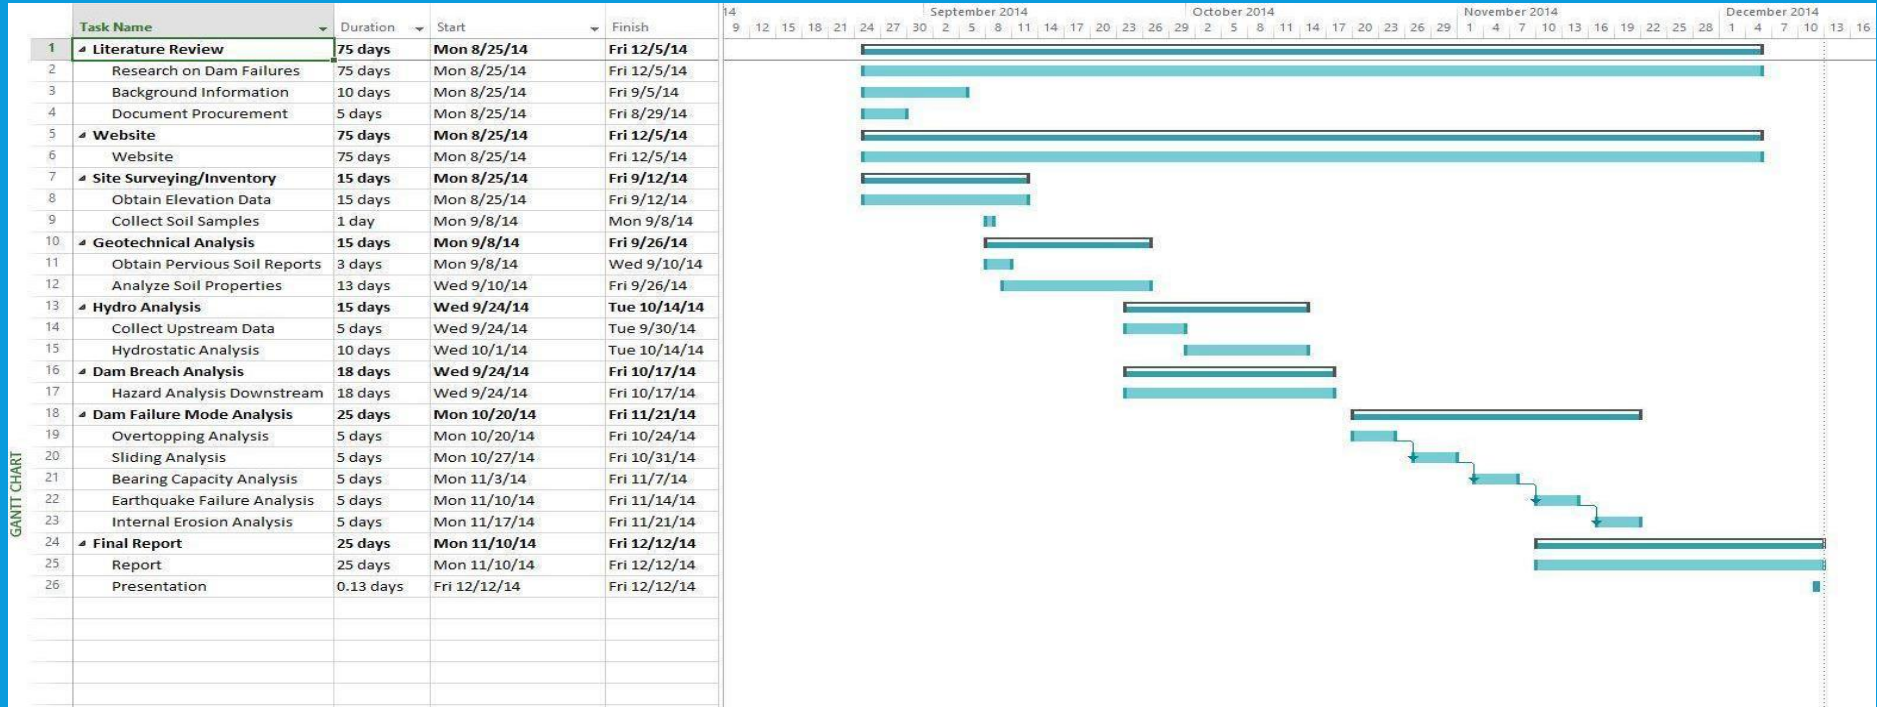 14 September 2014 October 2014 November 2014 December 2014
Task Name Duration Start Finish 9 12 15 18 21 24 27 30 2 5 8 11 14 17 20 23 26 29 2 5 8 11 14 17 20 23 26 29 1 4 7 10 13 16 19 22 25 28 1 4 7 10 13 16
1 Literature Review 75 days Mon 8/25/14 Fri 12/5/14
2 Research on Dam Failures 75 days Mon 8/25/14 Fri 12/5/14
3 Background Information 10 days Mon 8/25/14 Fri 9/5/14
4 Document Procurement 5 days Mon 8/25/14 Fri 8/29/14
5 Website 75 days Mon 8/25/14 Fri 12/5/14
6 Website 75 days Mon 8/25/14 Fri 12/5/14
7 Site Surveying/Inventory 15 days Mon 8/25/14 Fri 9/12/14
8 Obtain Elevation Data 15 days Mon 8/25/14 Fri 9/12/14
9 Collect Soil Samples 1 day Mon 9/8/14 Mon 9/8/14
10 Geotechnical Analysis 15 days Mon 9/8/14 Fri 9/26/14
11 Obtain Pervious Soil Reports 3 days Mon 9/8/14 Wed 9/10/14
12 Analyze Soil Properties 13 days Wed 9/10/14 Fri 9/26/14
13 Hydro Analysis 15 days Wed 9/24/14 Tue 10/14/14
14 Collect Upstream Data 5 days Wed 9/24/14 Tue 9/30/14
15 Hydrostatic Analysis 10 days Wed 10/1/14 Tue 10/14/14
16 Dam Breach Analysis 18 days Wed 9/24/14 Fri 10/17/14
17 Hazard Analysis Downstream 18 days Wed 9/24/14 Fri 10/17/14
18 Dam Failure Mode Analysis 25 days Mon 10/20/14 Fri 11/21/14
19 Overtopping Analysis 5 days Mon 10/20/14 Fri 10/24/14
20 Sliding Analysis 5 days Mon 10/27/14 Fri 10/31/14
21 Bearing Capacity Analysis 5 days Mon 11/3/14 Fri 11/7/14
22 Earthquake Failure Analysis 5 days Mon 11/10/14 Fri 11/14/14
23 Internal Erosion Analysis 5 days Mon 11/17/14 Fri 11/21/14
24 Final Report 25 days Mon 11/10/14 Fri 12/12/14
25 Report 25 days Mon 11/10/14 Fri 12/12/14
26 Presentation 0.13 days Fri 12/12/14 Fri 12/12/14
GANTT CHART